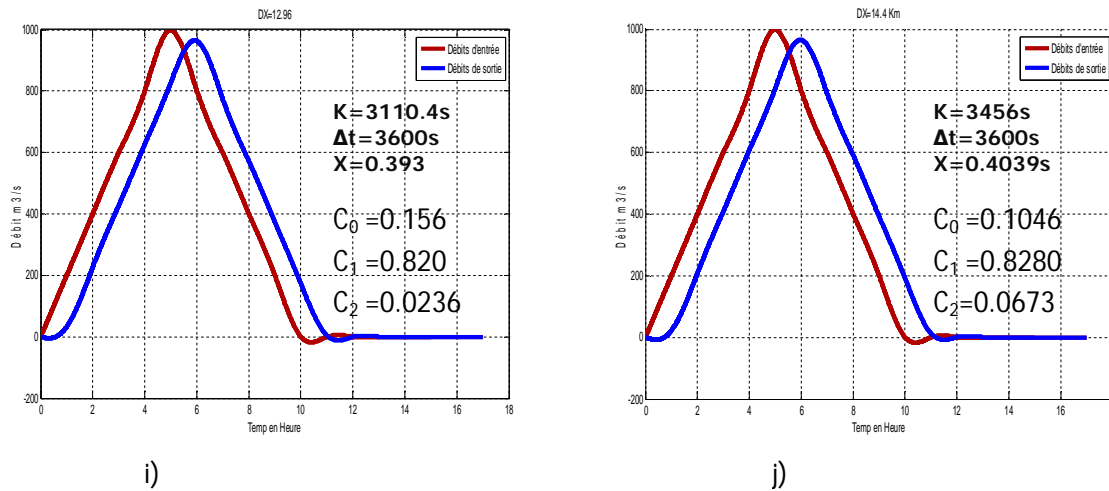 DX=12.96
1000
800
600
400
200
0
-200
Débit m3/s
Débits d'entrée
Débits de sortie
K=3110.4s
Δt=3600s
X=0.393
C0 =0.156
C1 =0.820
C2 =0.0236
0 2 4 6 8 10 12 14 16 18
Temp en Heure
i)
DX=14.4 Km
1000
800
600
400
200
0
-200
Débit m3/s
Débits d'entrée
Débits de sortie
K=3456s
Δt=3600s
X=0.4039s
C0 =0.1046
C1 =0.8280
C2=0.0673
0 2 4 6 8 10 12 14 16
Temp en Heure
j)